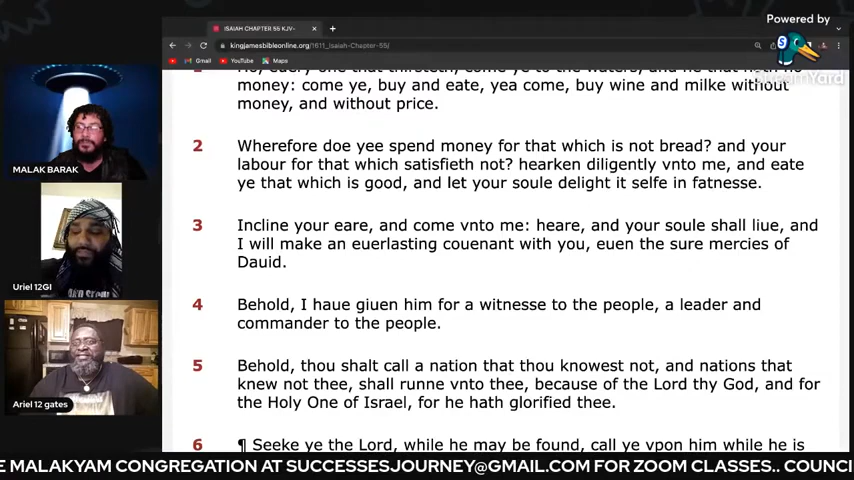 Powered by
StreamYard
ISAIAH CHAPTER 55 KJV-
kingjamesbibleonline.org/1611_Isaiah-Chapter-55/
Gmail YouTube Maps
money: come ye, buy and eate, yea come, buy wine and milke without
money, and without price.
2 Wherefore doe yee spend money for that which is not bread? and your
labour for that which satisfieth not? hearken diligently vnto me, and eate
ye that which is good, and let your soule delight it selfe in fatnesse.
3 Incline your eare, and come vnto me: heare, and your soule shall liue, and
I will make an euerlasting couenant with you, euen the sure mercies of
Dauid.
4 Behold, I haue giuen him for a witnesse to the people, a leader and
commander to the people.
5 Behold, thou shalt call a nation that thou knowest not, and nations that
knew not thee, shall runne vnto thee, because of the Lord thy God, and for
the Holy One of Israel, for he hath glorified thee.
6 ¶ Seeke ye the Lord, while he may be found, call ye vpon him while he is
MALAK BARAK
Uriel 12GI
Ariel 12 gates
E MALAKYAM CONGREGATION AT SUCCESSESJOURNEY@GMAIL.COM FOR ZOOM CLASSES.. COUNCI